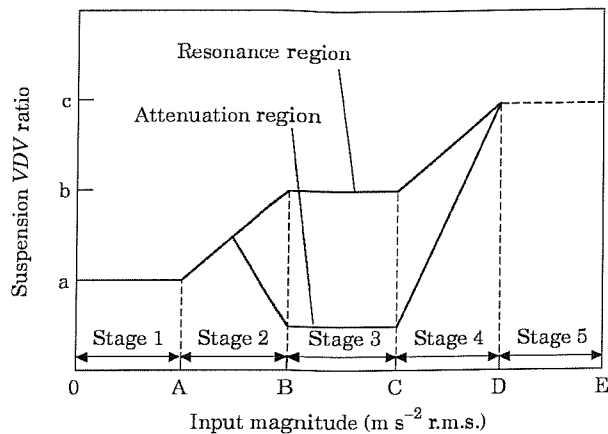 Resonance region
Attenuation region
c
b
a
Suspension VDV ratio
Stage 1 Stage 2 Stage 3 Stage 4 Stage 5
0 A B C D E
Input magnitude (m s⁻² r.m.s.)